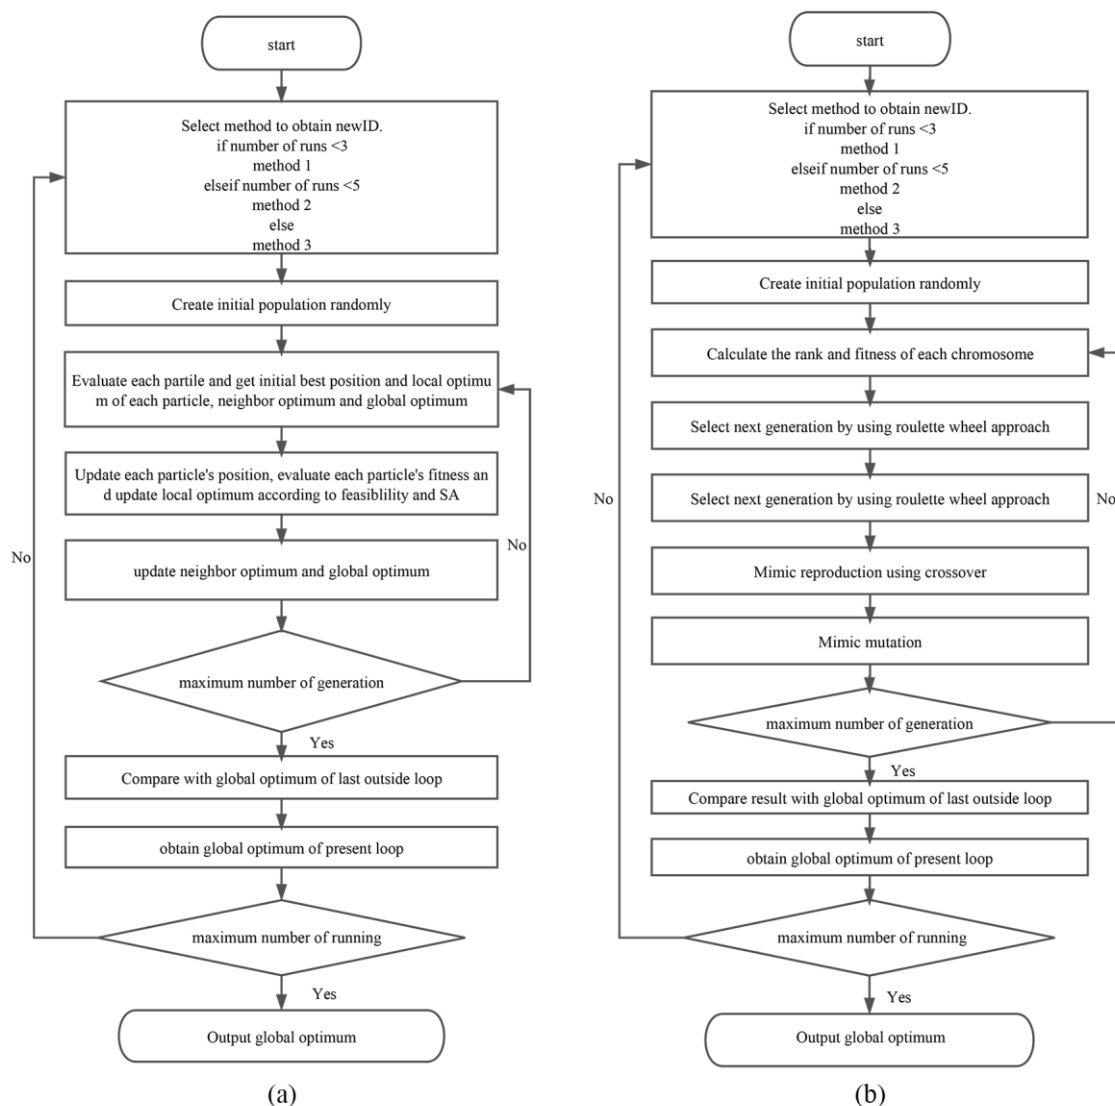 start
Select method to obtain newID.
if number of runs <3
method 1
elseif number of runs <5
method 2
else
method 3
Create initial population randomly
Evaluate each partile and get initial best position and local optimu
m of each particle, neighbor optimum and global optimum
Update each particle's position, evaluate each particle's fitness an
d update local optimum according to feasiblility and SA
No
No
update neighbor optimum and global optimum
maximum number of generation
Yes
Compare with global optimum of last outside loop
obtain global optimum of present loop
maximum number of running
Yes
Output global optimum
(a)
start
Select method to obtain newID.
if number of runs <3
method 1
elseif number of runs <5
method 2
else
method 3
Create initial population randomly
Calculate the rank and fitness of each chromosome
Select next generation by using roulette wheel approach
No
Select next generation by using roulette wheel approach
No
Mimic reproduction using crossover
Mimic mutation
maximum number of generation
Yes
Compare result with global optimum of last outside loop
obtain global optimum of present loop
maximum number of running
Yes
Output global optimum
(b)